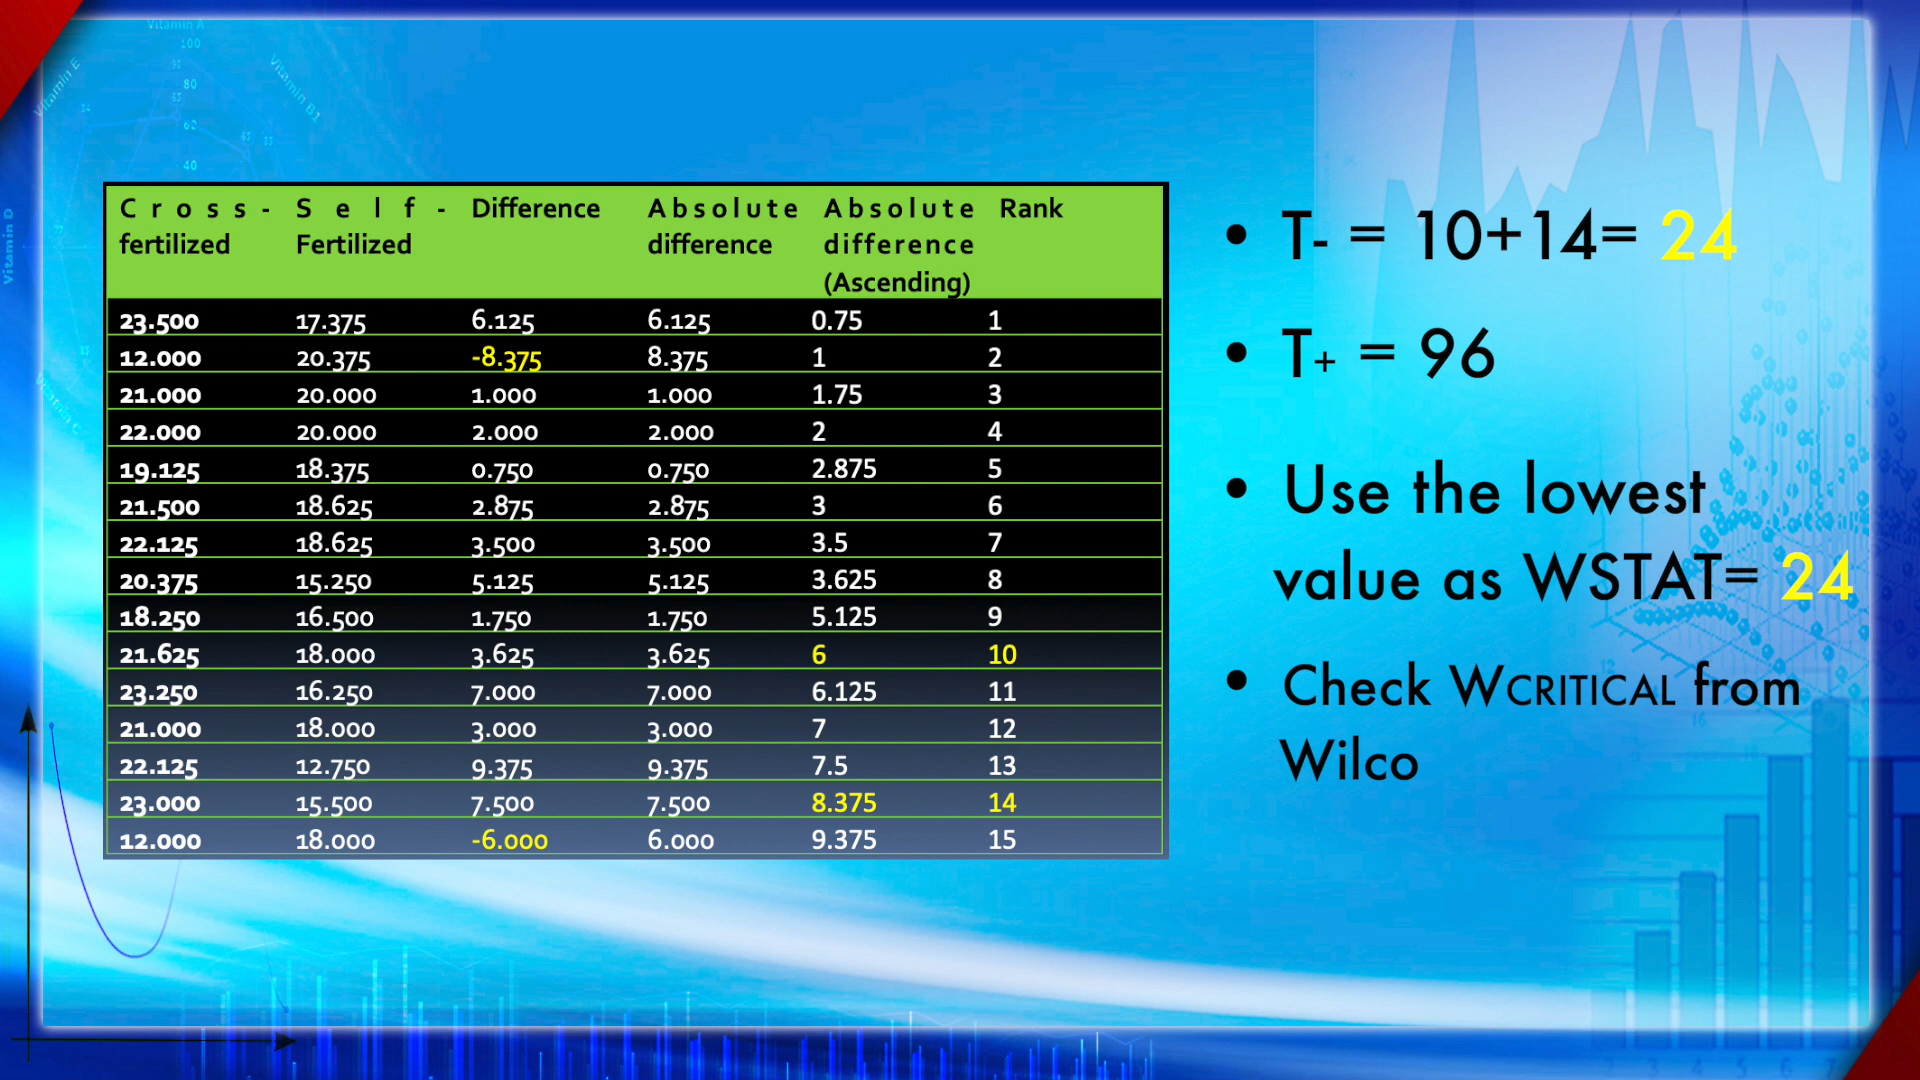 Cross- Self- Difference Absolute Absolute Rank
fertilized Fertilized difference difference
(Ascending)
23.500 17.375 6.125 6.125 0.75 1
12.000 20.375 -8.375 8.375 1 2
21.000 20.000 1.000 1.000 1.75 3
22.000 20.000 2.000 2.000 2 4
19.125 18.375 0.750 0.750 2.875 5
21.500 18.625 2.875 2.875 3 6
22.125 18.625 3.500 3.500 3.5 7
20.375 15.250 5.125 5.125 3.625 8
18.250 16.500 1.750 1.750 5.125 9
21.625 18.000 3.625 3.625 6 10
23.250 16.250 7.000 7.000 6.125 11
21.000 18.000 3.000 3.000 7 12
22.125 12.750 9.375 9.375 7.5 13
23.000 15.500 7.500 7.500 8.375 14
12.000 18.000 -6.000 6.000 9.375 15
• T- = 10+14= 24
• T+ = 96
• Use the lowest
value as WSTAT= 24
• Check WCRITICAL from
Wilco
Vitamin A
100
80
60
40
Vitamin E
Vitamin B1
Vitamin D